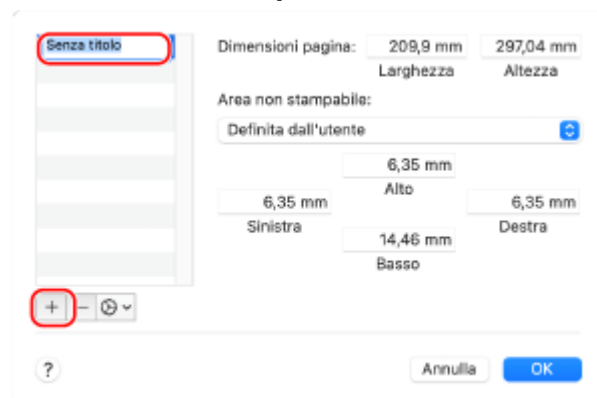 Senza titolo
Dimensioni pagina: 209,9 mm 297,04 mm
Larghezza Altezza
Area non stampabile:
Definita dall'utente
6,35 mm
Alto
6,35 mm 6,35 mm
Sinistra Destra
14,46 mm
Basso
+ −
? Annulla OK